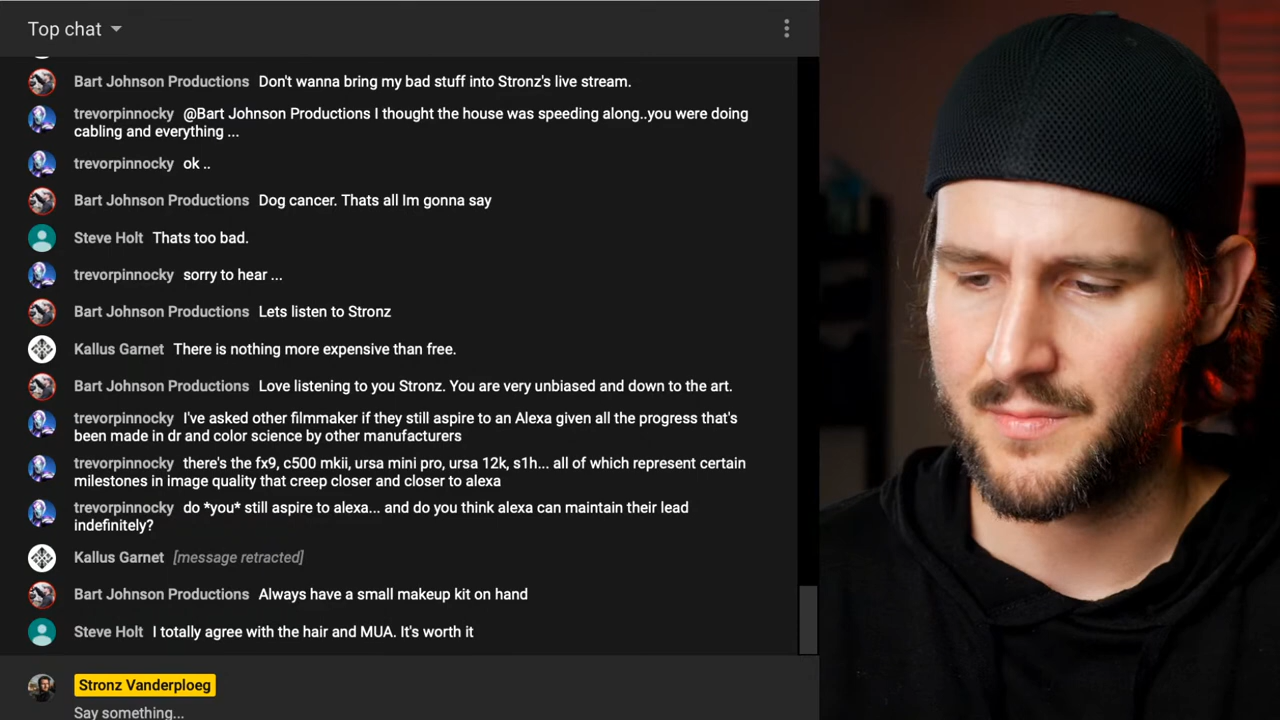 Top chat
Bart Johnson Productions Don't wanna bring my bad stuff into Stronz's live stream.
trevorpinnocky @Bart Johnson Productions I thought the house was speeding along..you were doing
cabling and everything ...
trevorpinnocky ok ..
Bart Johnson Productions Dog cancer. Thats all Im gonna say
Steve Holt Thats too bad.
trevorpinnocky sorry to hear ...
Bart Johnson Productions Lets listen to Stronz
Kallus Garnet There is nothing more expensive than free.
Bart Johnson Productions Love listening to you Stronz. You are very unbiased and down to the art.
trevorpinnocky I've asked other filmmaker if they still aspire to an Alexa given all the progress that's
been made in dr and color science by other manufacturers
trevorpinnocky there's the fx9, c500 mkii, ursa mini pro, ursa 12k, s1h... all of which represent certain
milestones in image quality that creep closer and closer to alexa
trevorpinnocky do *you* still aspire to alexa... and do you think alexa can maintain their lead
indefinitely?
Kallus Garnet [message retracted]
Bart Johnson Productions Always have a small makeup kit on hand
Steve Holt I totally agree with the hair and MUA. It's worth it
Stronz Vanderploeg
Say something...